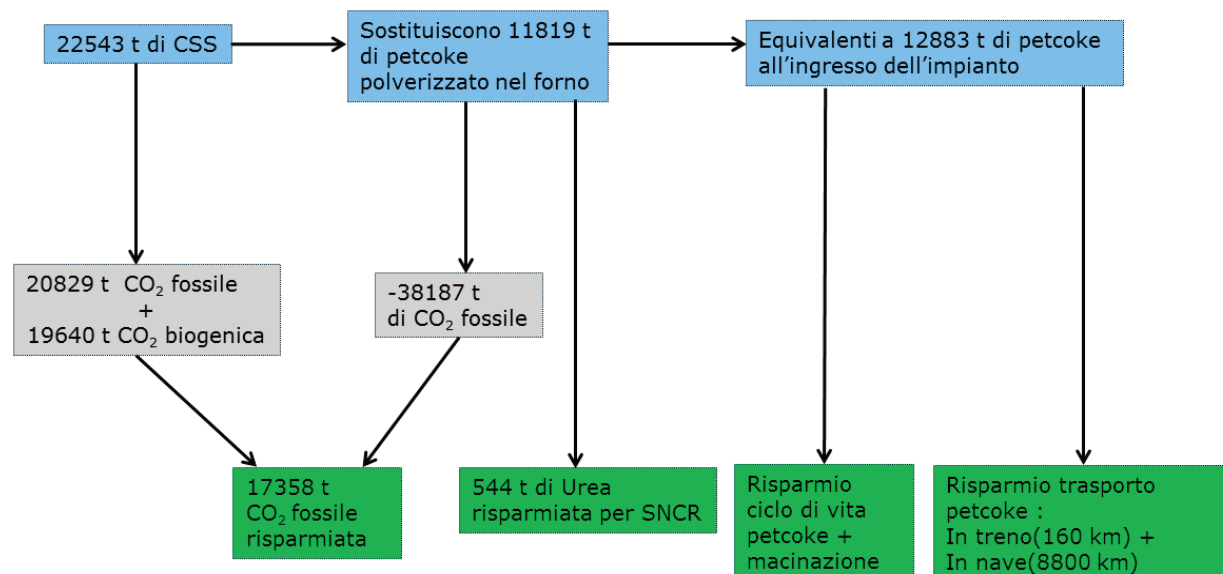 22543 t di CSS
Sostituiscono 11819 t
di petcoke
polverizzato nel forno
Equivalenti a 12883 t di petcoke
all'ingresso dell'impianto
20829 t CO₂ fossile
+
19640 t CO₂ biogenica
-38187 t
di CO₂ fossile
17358 t
CO₂ fossile
risparmiata
544 t di Urea
risparmiata per SNCR
Risparmio
ciclo di vita
petcoke +
macinazione
Risparmio trasporto
petcoke :
In treno(160 km) +
In nave(8800 km)